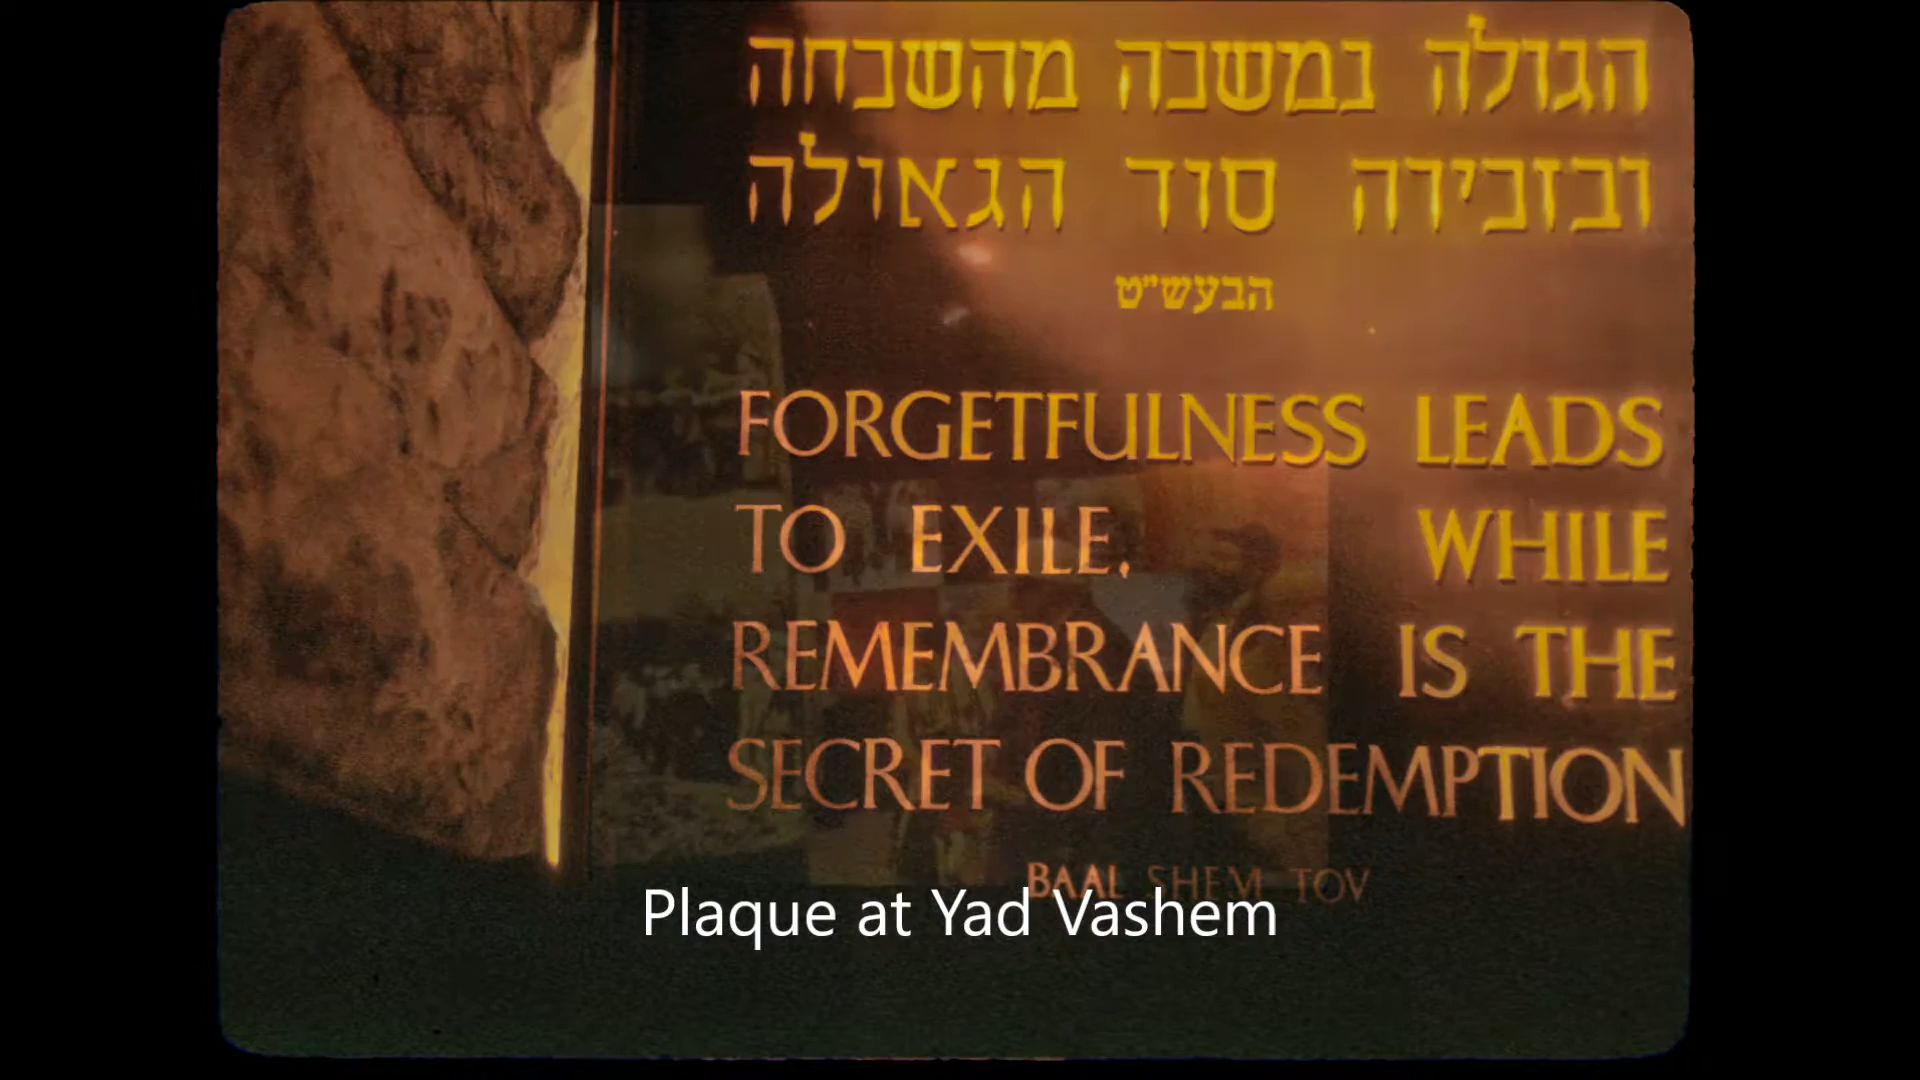 הגולה נמשכה מהשכחה
ובזכירה סוד הגאולה
הבעש"ט
FORGETFULNESS LEADS
TO EXILE. WHILE
REMEMBRANCE IS THE
SECRET OF REDEMPTION
BAAL SHEM TOV
Plaque at Yad Vashem